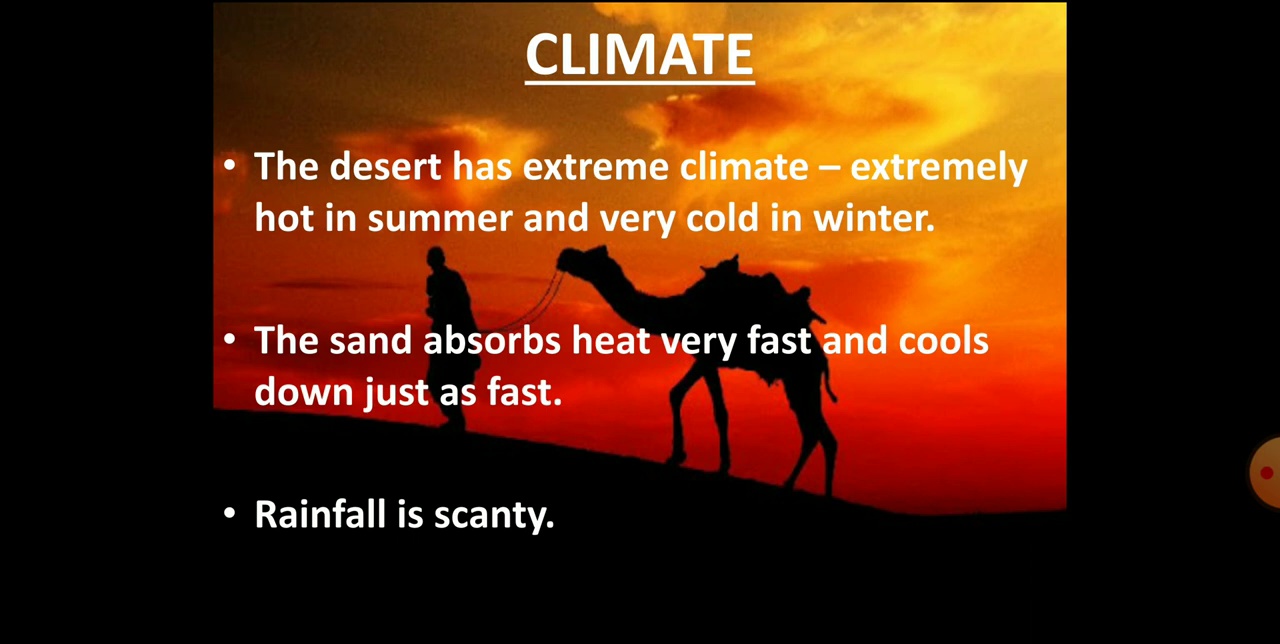 CLIMATE
• The desert has extreme climate – extremely
hot in summer and very cold in winter.
• The sand absorbs heat very fast and cools
down just as fast.
• Rainfall is scanty.